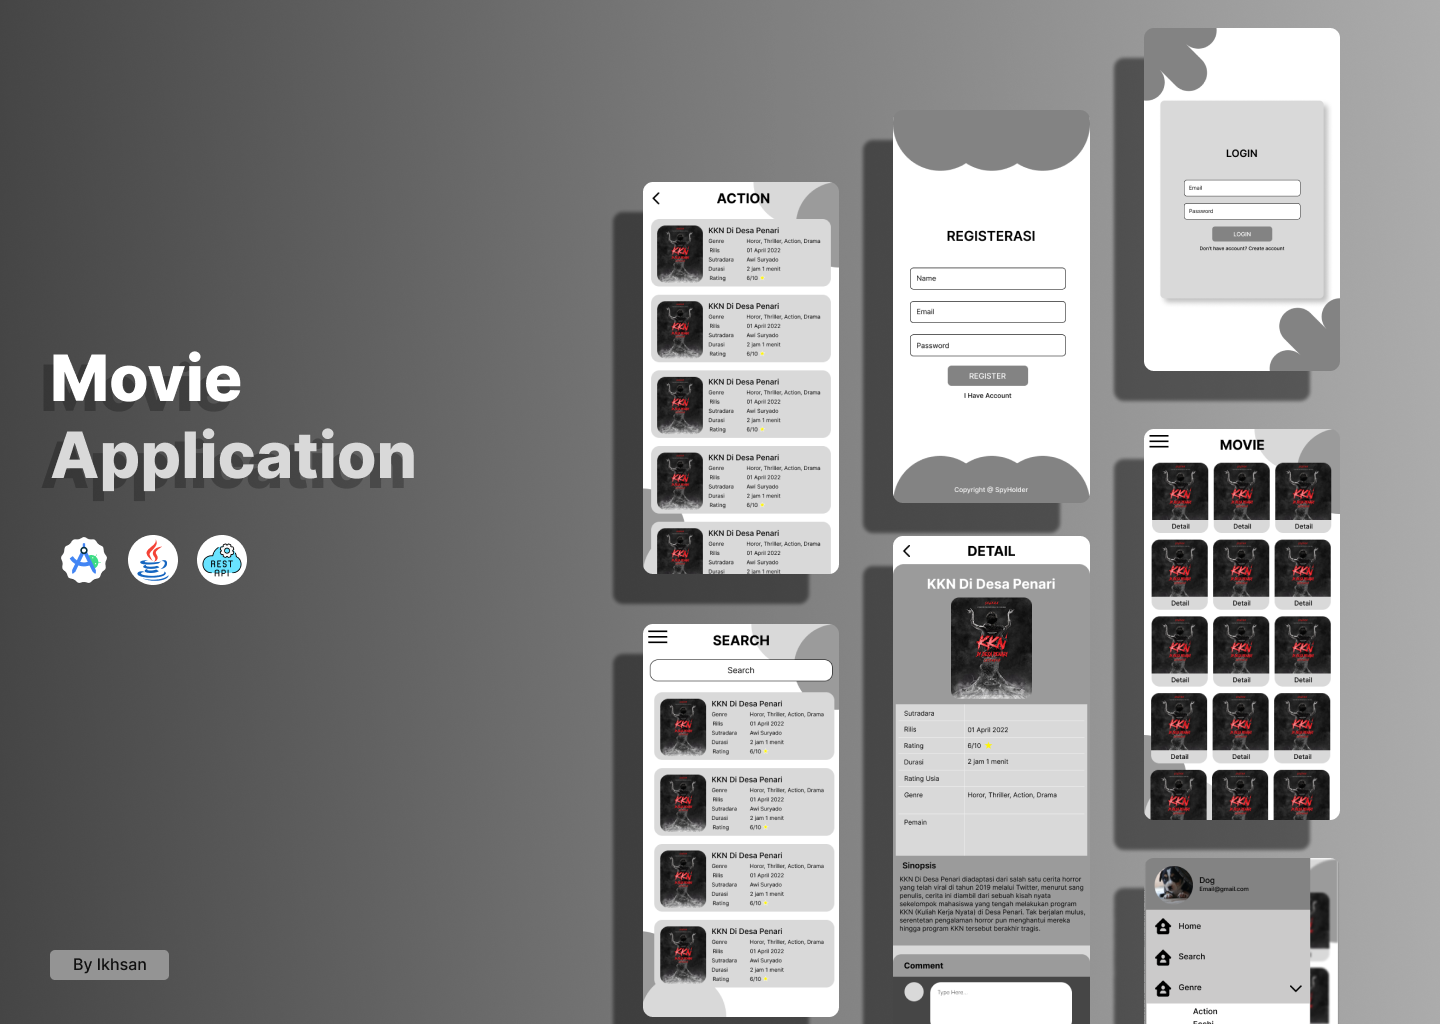 Movie
Application
REST
API
By Ikhsan
ACTION
KKN Di Desa Penari
Genre Horor, Thriller, Action, Drama
Rilis 01 April 2022
Sutradara Awi Suryado
Durasi 2 jam 1 menit
Rating 6/10
KKN Di Desa Penari
Genre Horor, Thriller, Action, Drama
Rilis 01 April 2022
Sutradara Awi Suryado
Durasi 2 jam 1 menit
Rating 6/10
KKN Di Desa Penari
Genre Horor, Thriller, Action, Drama
Rilis 01 April 2022
Sutradara Awi Suryado
Durasi 2 jam 1 menit
Rating 6/10
KKN Di Desa Penari
Genre Horor, Thriller, Action, Drama
Rilis 01 April 2022
Sutradara Awi Suryado
Durasi 2 jam 1 menit
Rating 6/10
KKN Di Desa Penari
Genre Horor, Thriller, Action, Drama
Rilis 01 April 2022
Sutradara Awi Suryado
Durasi 2 jam 1 menit
SEARCH
Search
KKN Di Desa Penari
Genre Horor, Thriller, Action, Drama
Rilis 01 April 2022
Sutradara Awi Suryado
Durasi 2 jam 1 menit
Rating 6/10
KKN Di Desa Penari
Genre Horor, Thriller, Action, Drama
Rilis 01 April 2022
Sutradara Awi Suryado
Durasi 2 jam 1 menit
Rating 6/10
KKN Di Desa Penari
Genre Horor, Thriller, Action, Drama
Rilis 01 April 2022
Sutradara Awi Suryado
Durasi 2 jam 1 menit
Rating 6/10
KKN Di Desa Penari
Genre Horor, Thriller, Action, Drama
Rilis 01 April 2022
Sutradara Awi Suryado
Durasi 2 jam 1 menit
Rating 6/10
REGISTERASI
Name
Email
Password
REGISTER
I Have Account
Copyright @ SpyHolder
DETAIL
KKN Di Desa Penari
KKN
Sutradara
Rilis 01 April 2022
Rating 6/10
Durasi 2 jam 1 menit
Rating Usia
Genre Horor, Thriller, Action, Drama
Pemain
Sinopsis
KKN Di Desa Penari diadaptasi dari salah satu cerita horror
yang telah viral di tahun 2019 melalui Twitter, menurut sang
penulis, cerita ini diambil dari sebuah kisah nyata
sekelompok mahasiswa yang tengah melakukan program
KKN (Kuliah Kerja Nyata) di Desa Penari. Tak berjalan mulus,
serentetan pengalaman horror pun menghantui mereka
hingga program KKN tersebut berakhir tragis.
Comment
Type Here...
LOGIN
Email
Password
LOGIN
Don't have account? Create account
MOVIE
Detail Detail Detail
Detail Detail Detail
Detail Detail Detail
Detail Detail Detail
Dog
Email@gmail.com
Home
Search
Genre
Action